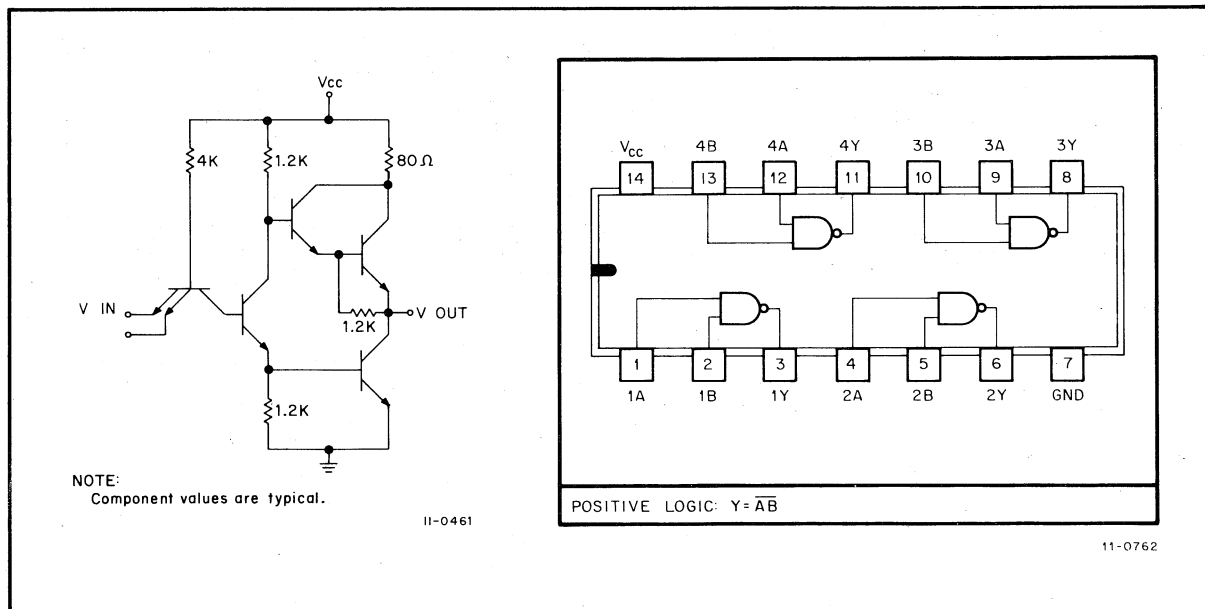 Vcc
4K
1.2K
80Ω
V IN
1.2K
V OUT
1.2K
NOTE:
Component values are typical.
11-0461
Vcc 4B 4A 4Y 3B 3A 3Y
14 13 12 11 10 9 8
1 2 3 4 5 6 7
1A 1B 1Y 2A 2B 2Y GND
POSITIVE LOGIC: Y=A̅B̅
11-0762